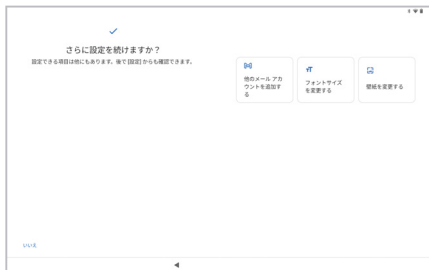 さらに設定を続けますか？
設定できる項目は他にもあります。後で [設定] からも確認できます。
他のメール アカ
ウントを追加す
る
フォントサイズ
を変更する
壁紙を変更する
いいえ